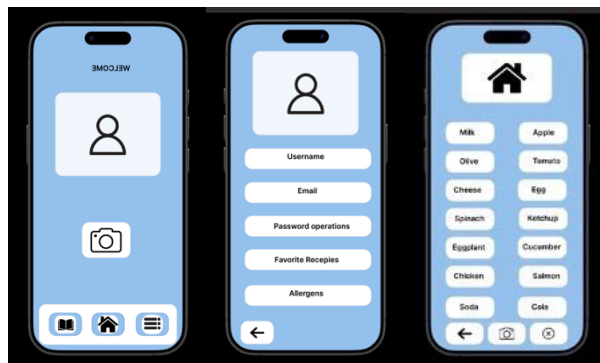 WELCOME
Username
Email
Password operations
Favorite Recepies
Allergens
Milk Apple
Olive Tomato
Cheese Egg
Spinach Ketchup
Eggplant Cucumber
Chicken Salmon
Soda Cola